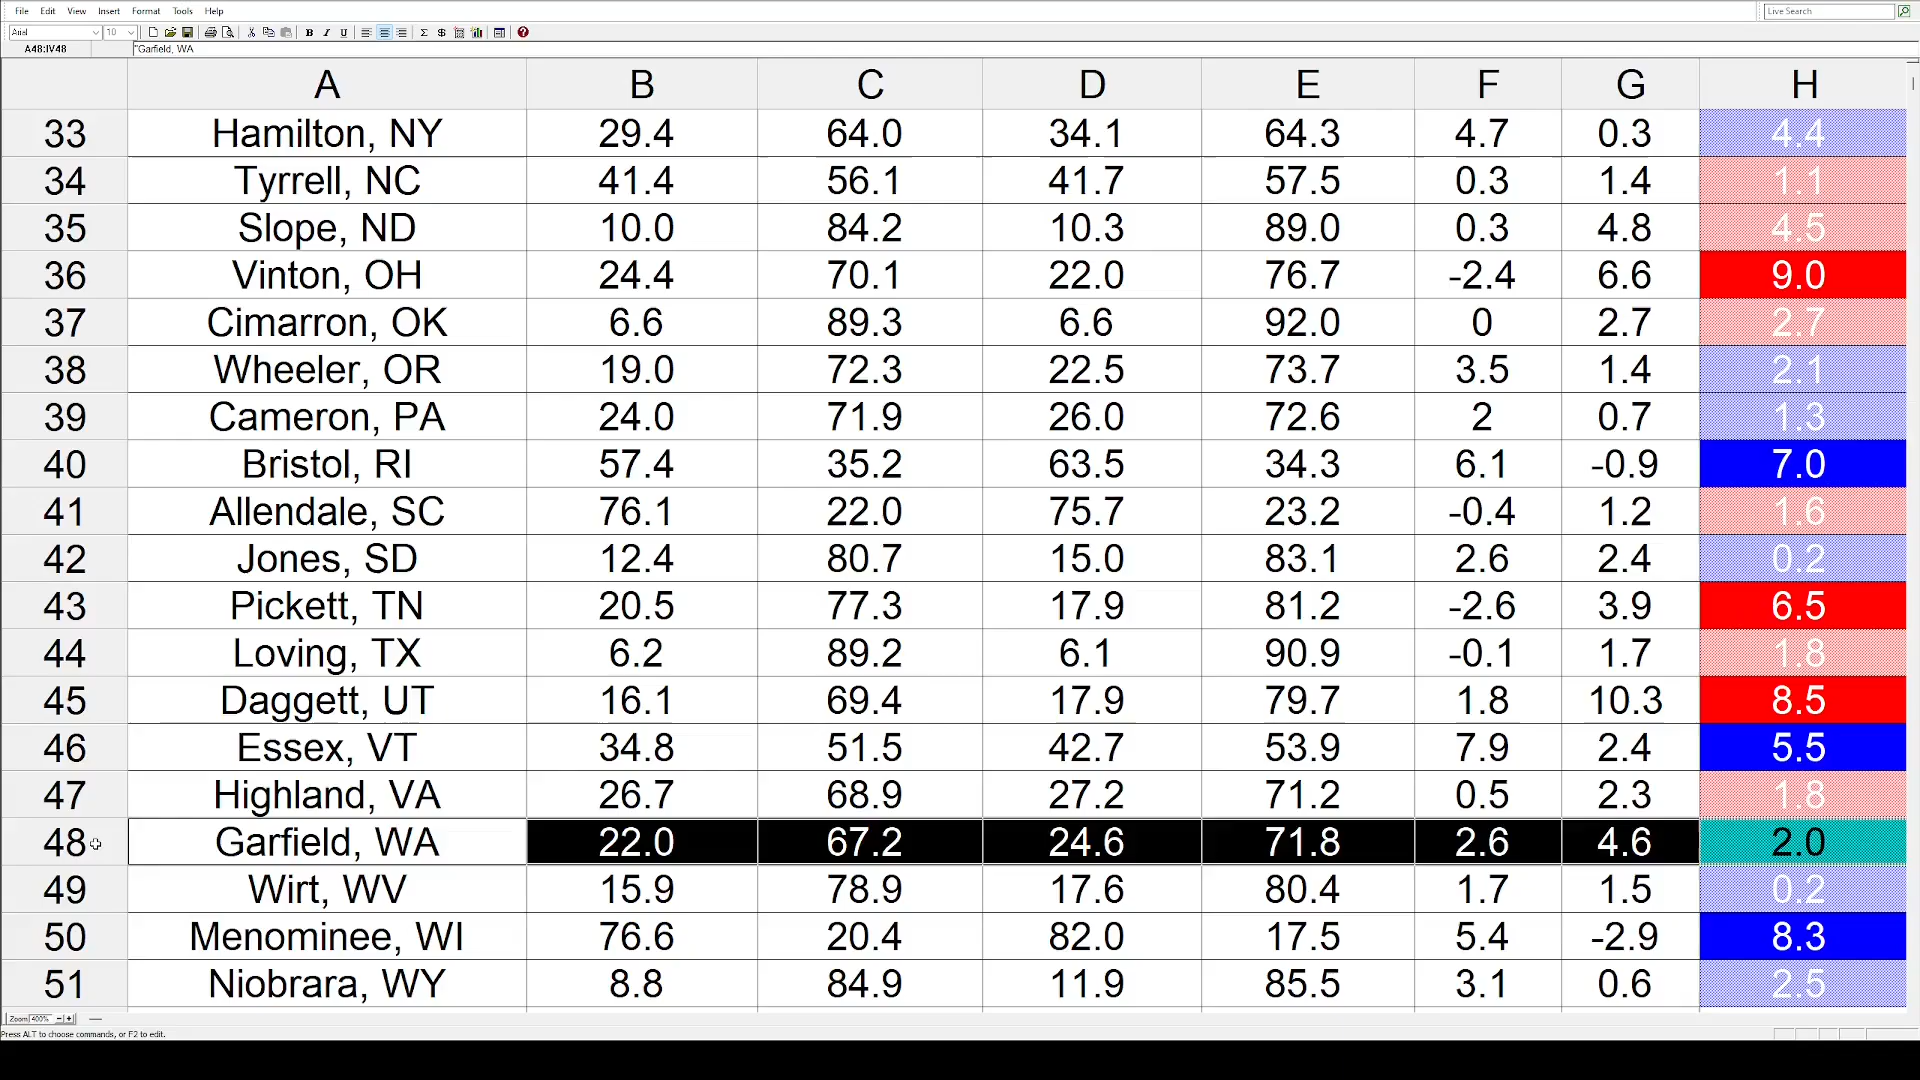 File Edit View Insert Format Tools Help Live Search
Arial 10 B I U Σ $ ?
A48:IV48 "Garfield, WA
A B C D E F G H
33 Hamilton, NY 29.4 64.0 34.1 64.3 4.7 0.3 4.4
34 Tyrrell, NC 41.4 56.1 41.7 57.5 0.3 1.4 1.1
35 Slope, ND 10.0 84.2 10.3 89.0 0.3 4.8 4.5
36 Vinton, OH 24.4 70.1 22.0 76.7 -2.4 6.6 9.0
37 Cimarron, OK 6.6 89.3 6.6 92.0 0 2.7 2.7
38 Wheeler, OR 19.0 72.3 22.5 73.7 3.5 1.4 2.1
39 Cameron, PA 24.0 71.9 26.0 72.6 2 0.7 1.3
40 Bristol, RI 57.4 35.2 63.5 34.3 6.1 -0.9 7.0
41 Allendale, SC 76.1 22.0 75.7 23.2 -0.4 1.2 1.6
42 Jones, SD 12.4 80.7 15.0 83.1 2.6 2.4 0.2
43 Pickett, TN 20.5 77.3 17.9 81.2 -2.6 3.9 6.5
44 Loving, TX 6.2 89.2 6.1 90.9 -0.1 1.7 1.8
45 Daggett, UT 16.1 69.4 17.9 79.7 1.8 10.3 8.5
46 Essex, VT 34.8 51.5 42.7 53.9 7.9 2.4 5.5
47 Highland, VA 26.7 68.9 27.2 71.2 0.5 2.3 1.8
48 Garfield, WA 22.0 67.2 24.6 71.8 2.6 4.6 2.0
49 Wirt, WV 15.9 78.9 17.6 80.4 1.7 1.5 0.2
50 Menominee, WI 76.6 20.4 82.0 17.5 5.4 -2.9 8.3
51 Niobrara, WY 8.8 84.9 11.9 85.5 3.1 0.6 2.5
Zoom 400% - +
Press ALT to choose commands, or F2 to edit.